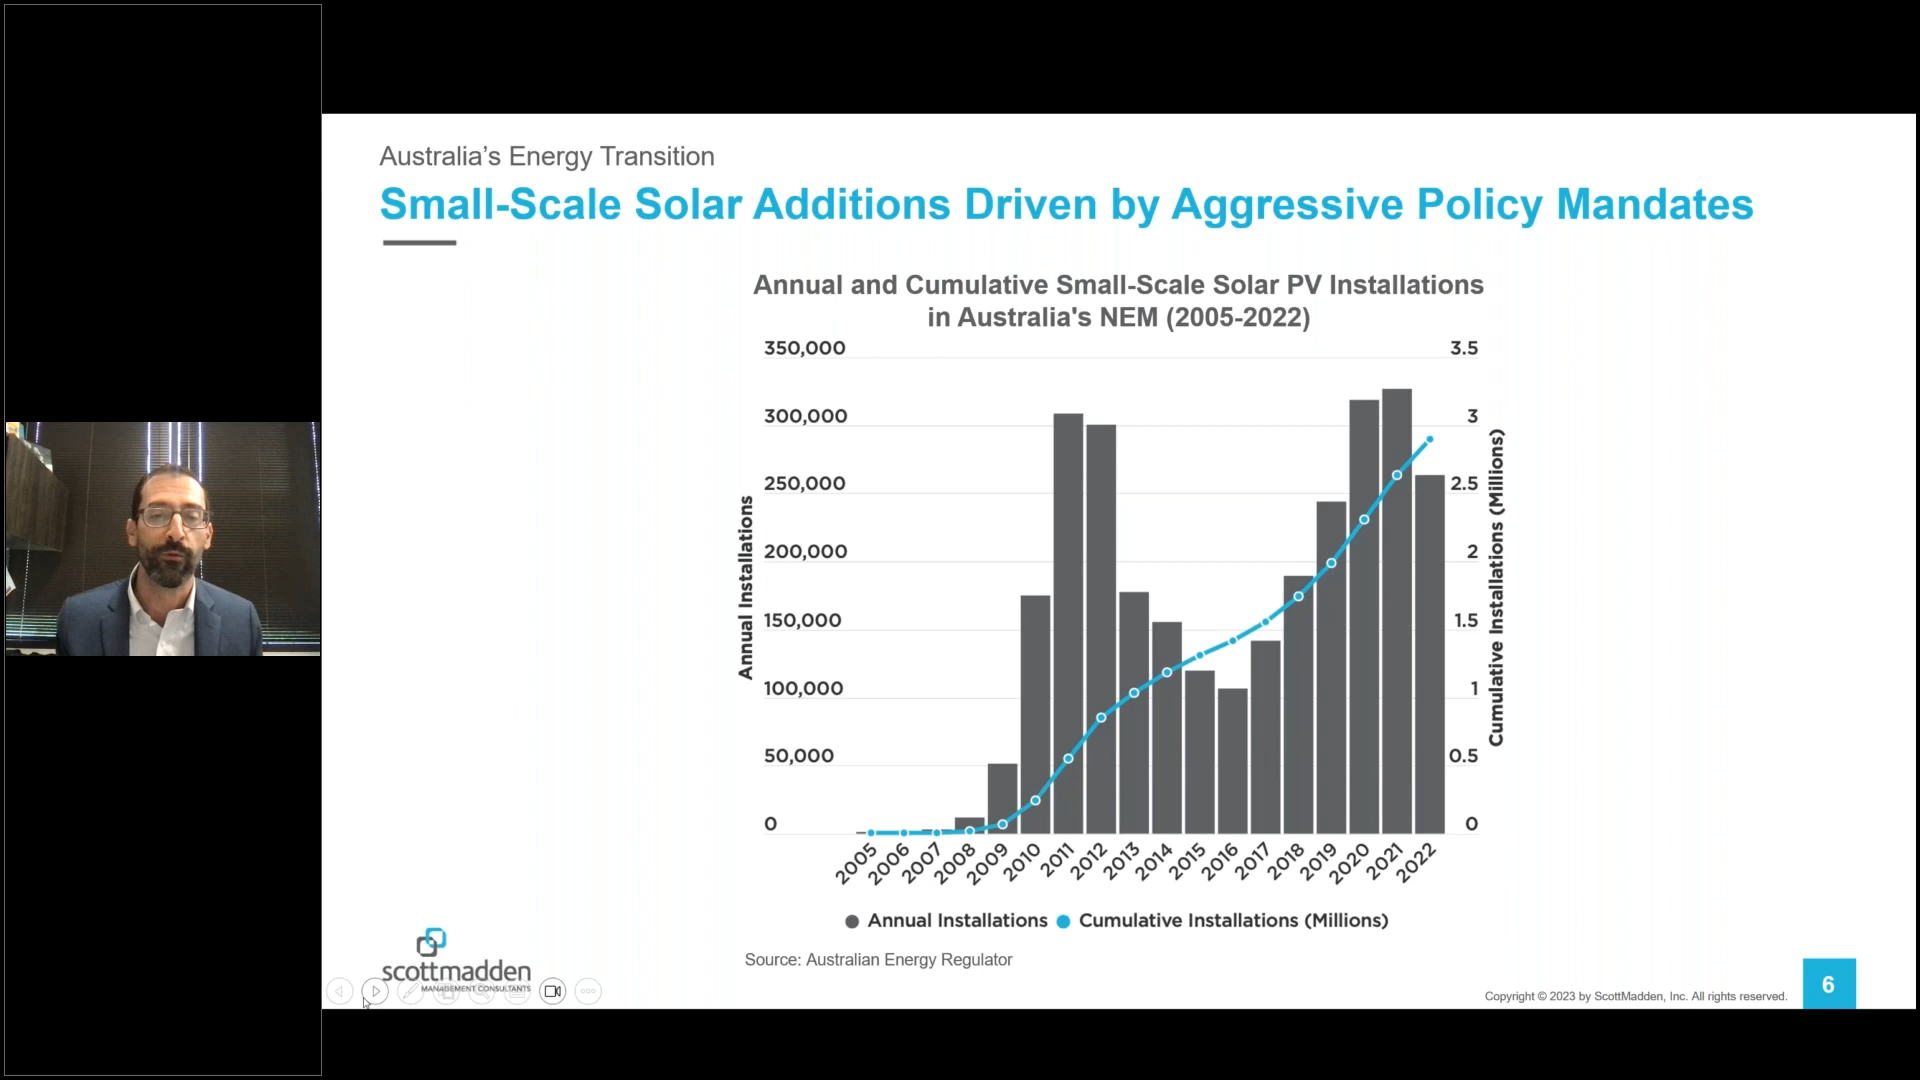 Australia’s Energy Transition
Small-Scale Solar Additions Driven by Aggressive Policy Mandates
Annual and Cumulative Small-Scale Solar PV Installations
in Australia's NEM (2005-2022)
350,000
300,000
250,000
200,000
150,000
100,000
50,000
0
Annual Installations
3.5
3
2.5
2
1.5
1
0.5
0
Cumulative Installations (Millions)
2005
2006
2007
2008
2009
2010
2011
2012
2013
2014
2015
2016
2017
2018
2019
2020
2021
2022
Annual Installations
Cumulative Installations (Millions)
Source: Australian Energy Regulator
scottmadden
MANAGEMENT CONSULTANTS
Copyright © 2023 by ScottMadden, Inc. All rights reserved.
6